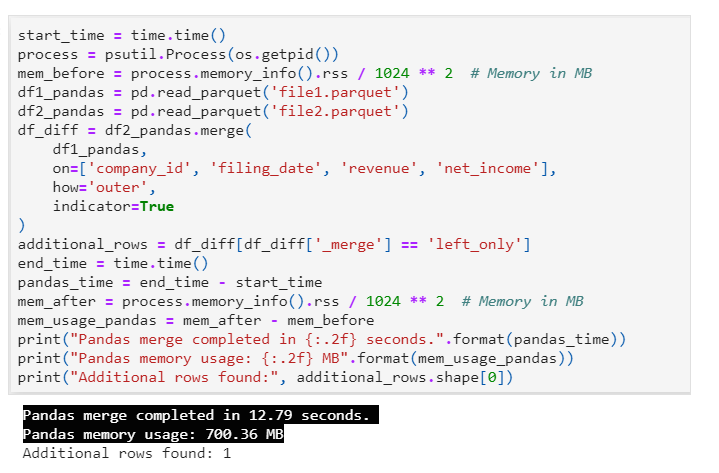 start_time = time.time()
process = psutil.Process(os.getpid())
mem_before = process.memory_info().rss / 1024 ** 2  # Memory in MB
df1_pandas = pd.read_parquet('file1.parquet')
df2_pandas = pd.read_parquet('file2.parquet')
df_diff = df2_pandas.merge(
    df1_pandas,
    on=['company_id', 'filing_date', 'revenue', 'net_income'],
    how='outer',
    indicator=True
)
additional_rows = df_diff[df_diff['_merge'] == 'left_only']
end_time = time.time()
pandas_time = end_time - start_time
mem_after = process.memory_info().rss / 1024 ** 2  # Memory in MB
mem_usage_pandas = mem_after - mem_before
print("Pandas merge completed in {:.2f} seconds.".format(pandas_time))
print("Pandas memory usage: {:.2f} MB".format(mem_usage_pandas))
print("Additional rows found:", additional_rows.shape[0])
Pandas merge completed in 12.79 seconds.
Pandas memory usage: 700.36 MB
Additional rows found: 1